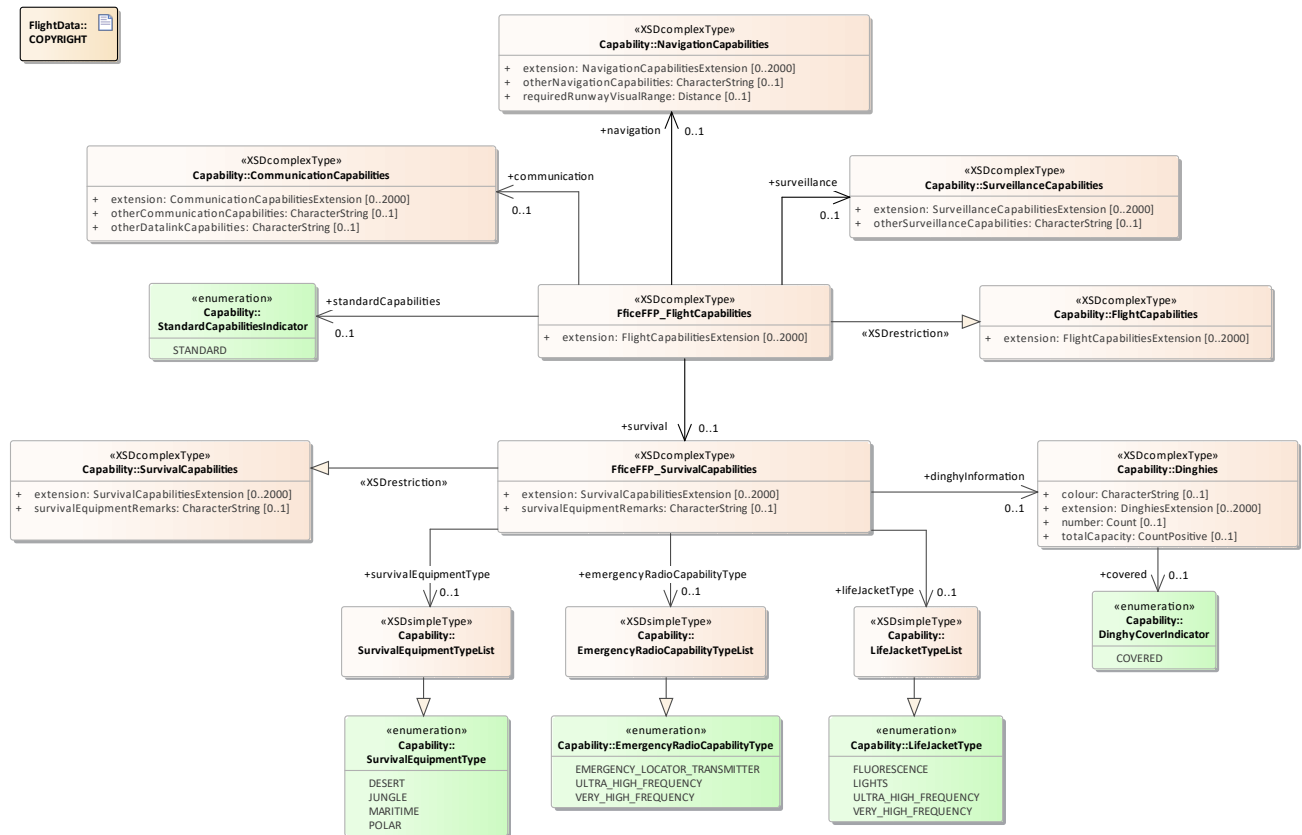 FlightData::
COPYRIGHT
«XSDcomplexType»
Capability::NavigationCapabilities
+ extension: NavigationCapabilitiesExtension [0..2000]
+ otherNavigationCapabilities: CharacterString [0..1]
+ requiredRunwayVisualRange: Distance [0..1]
+navigation
0..1
«XSDcomplexType»
Capability::CommunicationCapabilities
+ extension: CommunicationCapabilitiesExtension [0..2000]
+ otherCommunicationCapabilities: CharacterString [0..1]
+ otherDatalinkCapabilities: CharacterString [0..1]
+communication
0..1
+surveillance
0..1
«XSDcomplexType»
Capability::SurveillanceCapabilities
+ extension: SurveillanceCapabilitiesExtension [0..2000]
+ otherSurveillanceCapabilities: CharacterString [0..1]
«enumeration»
Capability::
StandardCapabilitiesIndicator
STANDARD
+standardCapabilities
0..1
«XSDcomplexType»
FficeFFP_FlightCapabilities
+ extension: FlightCapabilitiesExtension [0..2000]
«XSDrestriction»
«XSDcomplexType»
Capability::FlightCapabilities
+ extension: FlightCapabilitiesExtension [0..2000]
+survival
0..1
«XSDcomplexType»
Capability::SurvivalCapabilities
+ extension: SurvivalCapabilitiesExtension [0..2000]
+ survivalEquipmentRemarks: CharacterString [0..1]
«XSDrestriction»
«XSDcomplexType»
FficeFFP_SurvivalCapabilities
+ extension: SurvivalCapabilitiesExtension [0..2000]
+ survivalEquipmentRemarks: CharacterString [0..1]
+dinghyInformation
0..1
«XSDcomplexType»
Capability::Dinghies
+ colour: CharacterString [0..1]
+ extension: DinghiesExtension [0..2000]
+ number: Count [0..1]
+ totalCapacity: CountPositive [0..1]
+survivalEquipmentType
0..1
+emergencyRadioCapabilityType
0..1
+lifeJacketType
0..1
+covered
0..1
«XSDsimpleType»
Capability::
SurvivalEquipmentTypeList
«XSDsimpleType»
Capability::
EmergencyRadioCapabilityTypeList
«XSDsimpleType»
Capability::
LifeJacketTypeList
«enumeration»
Capability::
DinghyCoverIndicator
COVERED
«enumeration»
Capability::
SurvivalEquipmentType
DESERT
JUNGLE
MARITIME
POLAR
«enumeration»
Capability::EmergencyRadioCapabilityType
EMERGENCY_LOCATOR_TRANSMITTER
ULTRA_HIGH_FREQUENCY
VERY_HIGH_FREQUENCY
«enumeration»
Capability::LifeJacketType
FLUORESCENCE
LIGHTS
ULTRA_HIGH_FREQUENCY
VERY_HIGH_FREQUENCY